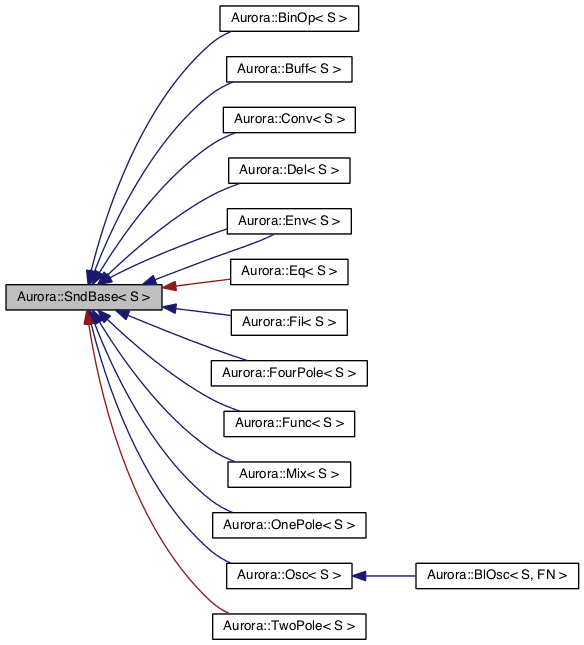 Aurora::BinOp< S >
Aurora::Buff< S >
Aurora::Conv< S >
Aurora::Del< S >
Aurora::Env< S >
Aurora::Eq< S >
Aurora::SndBase< S >
Aurora::Fil< S >
Aurora::FourPole< S >
Aurora::Func< S >
Aurora::Mix< S >
Aurora::OnePole< S >
Aurora::Osc< S >
Aurora::BlOsc< S, FN >
Aurora::TwoPole< S >